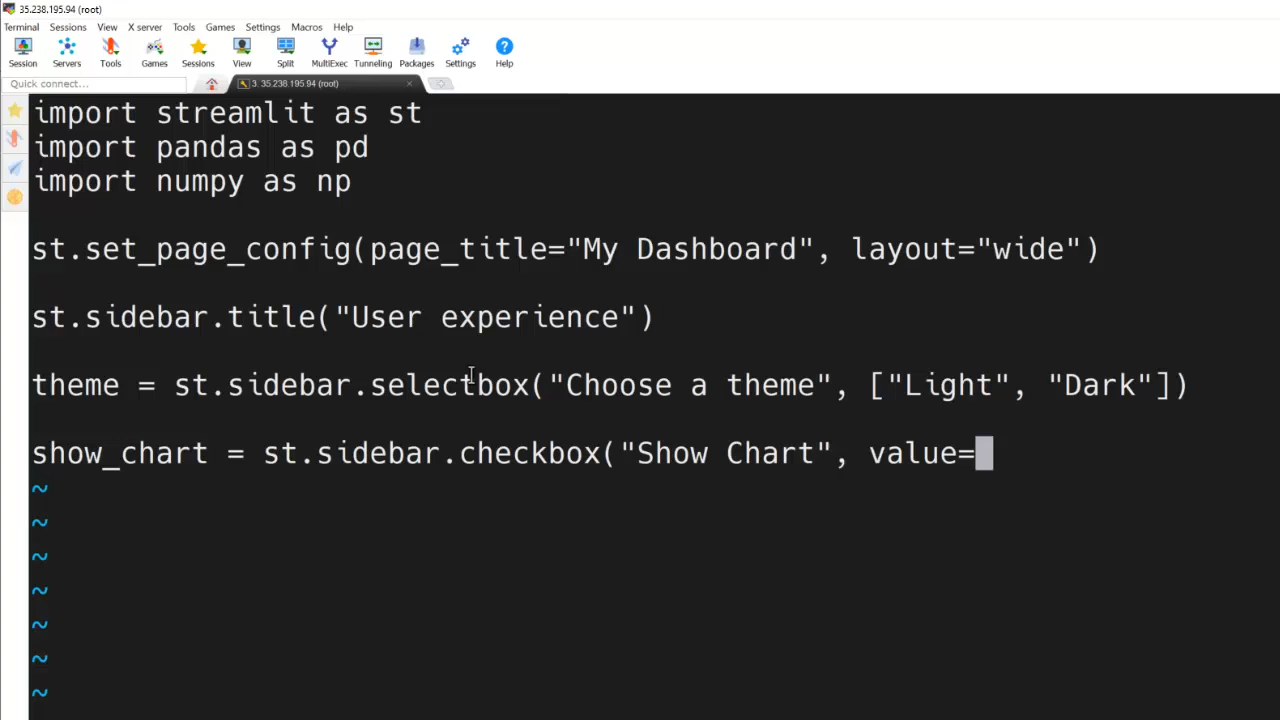 35.238.195.94 (root)
Terminal Sessions View X server Tools Games Settings Macros Help
Session Servers Tools Games Sessions View Split MultiExec Tunneling Packages Settings Help
Quick connect... 3. 35.238.195.94 (root)
import streamlit as st
import pandas as pd
import numpy as np
st.set_page_config(page_title="My Dashboard", layout="wide")
st.sidebar.title("User experience")
theme = st.sidebar.selectbox("Choose a theme", ["Light", "Dark"])
show_chart = st.sidebar.checkbox("Show Chart", value=
~
~
~
~
~
~
~